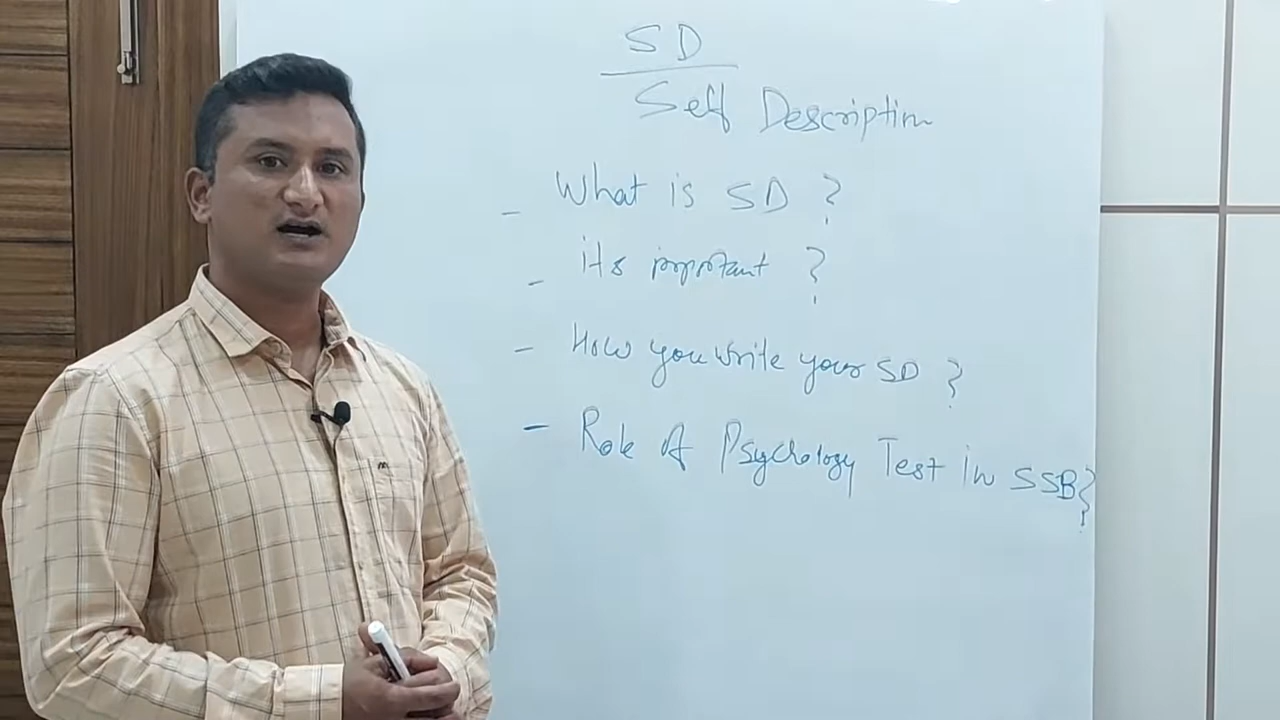 SD
Self Description
- What is SD ?
- its important ?
- How you write your SD ?
- Role of Psychology Test in SSB?